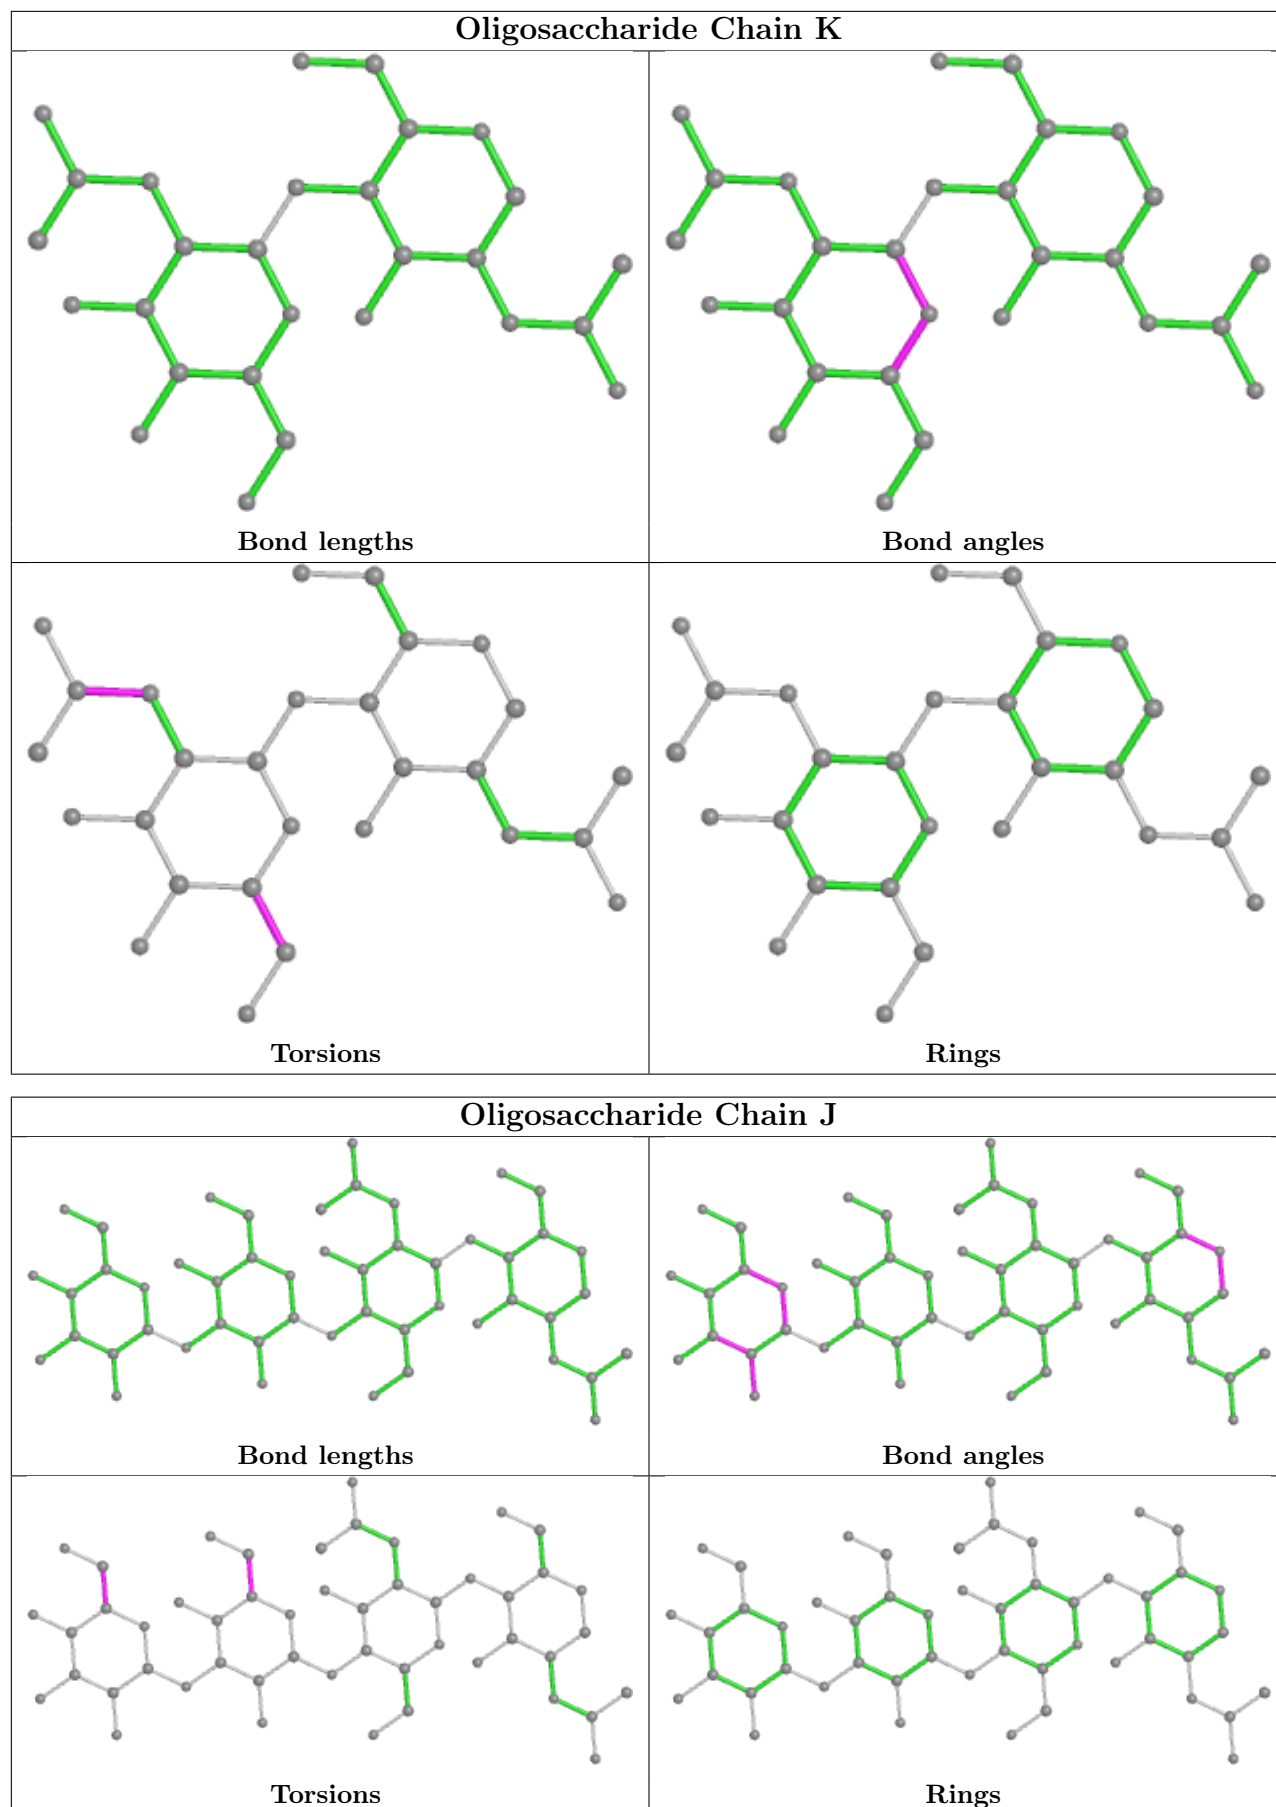 Oligosaccharide Chain K
Bond lengths
Bond angles
Torsions
Rings
Oligosaccharide Chain J
Bond lengths
Bond angles
Torsions
Rings